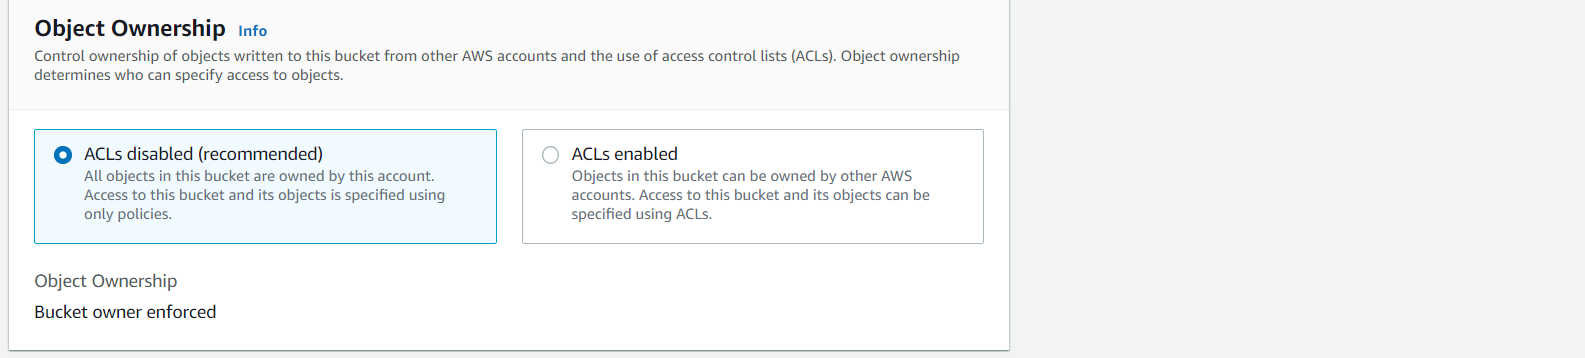 Object Ownership Info
Control ownership of objects written to this bucket from other AWS accounts and the use of access control lists (ACLs). Object ownership
determines who can specify access to objects.
ACLs disabled (recommended)
All objects in this bucket are owned by this account.
Access to this bucket and its objects is specified using
only policies.
ACLs enabled
Objects in this bucket can be owned by other AWS
accounts. Access to this bucket and its objects can be
specified using ACLs.
Object Ownership
Bucket owner enforced